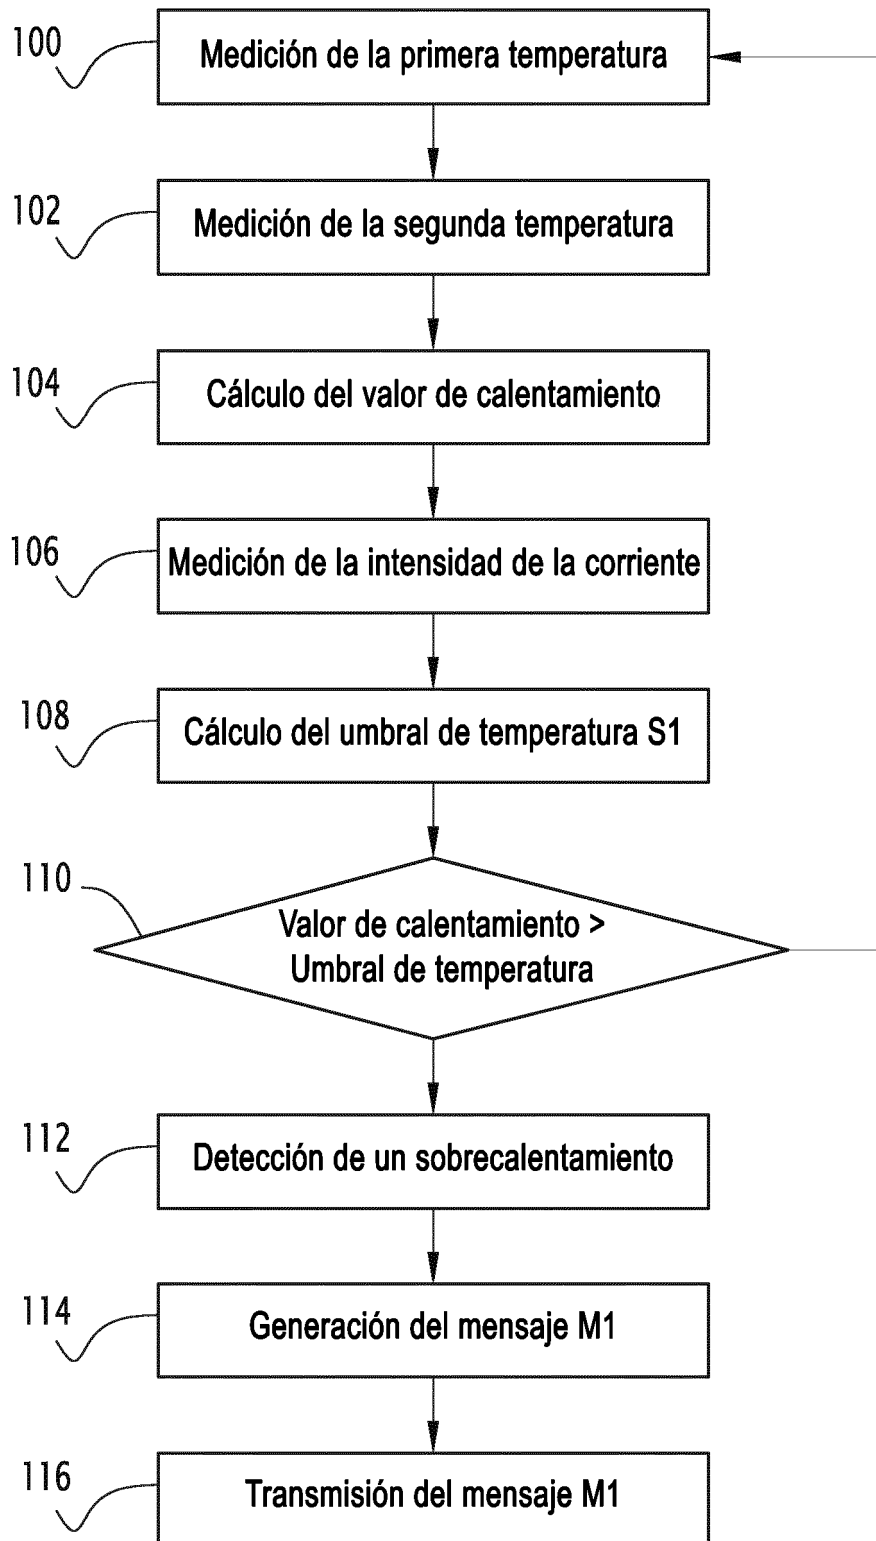 100
Medición de la primera temperatura
102
Medición de la segunda temperatura
104
Cálculo del valor de calentamiento
106
Medición de la intensidad de la corriente
108
Cálculo del umbral de temperatura S1
110
Valor de calentamiento >
Umbral de temperatura
112
Detección de un sobrecalentamiento
114
Generación del mensaje M1
116
Transmisión del mensaje M1